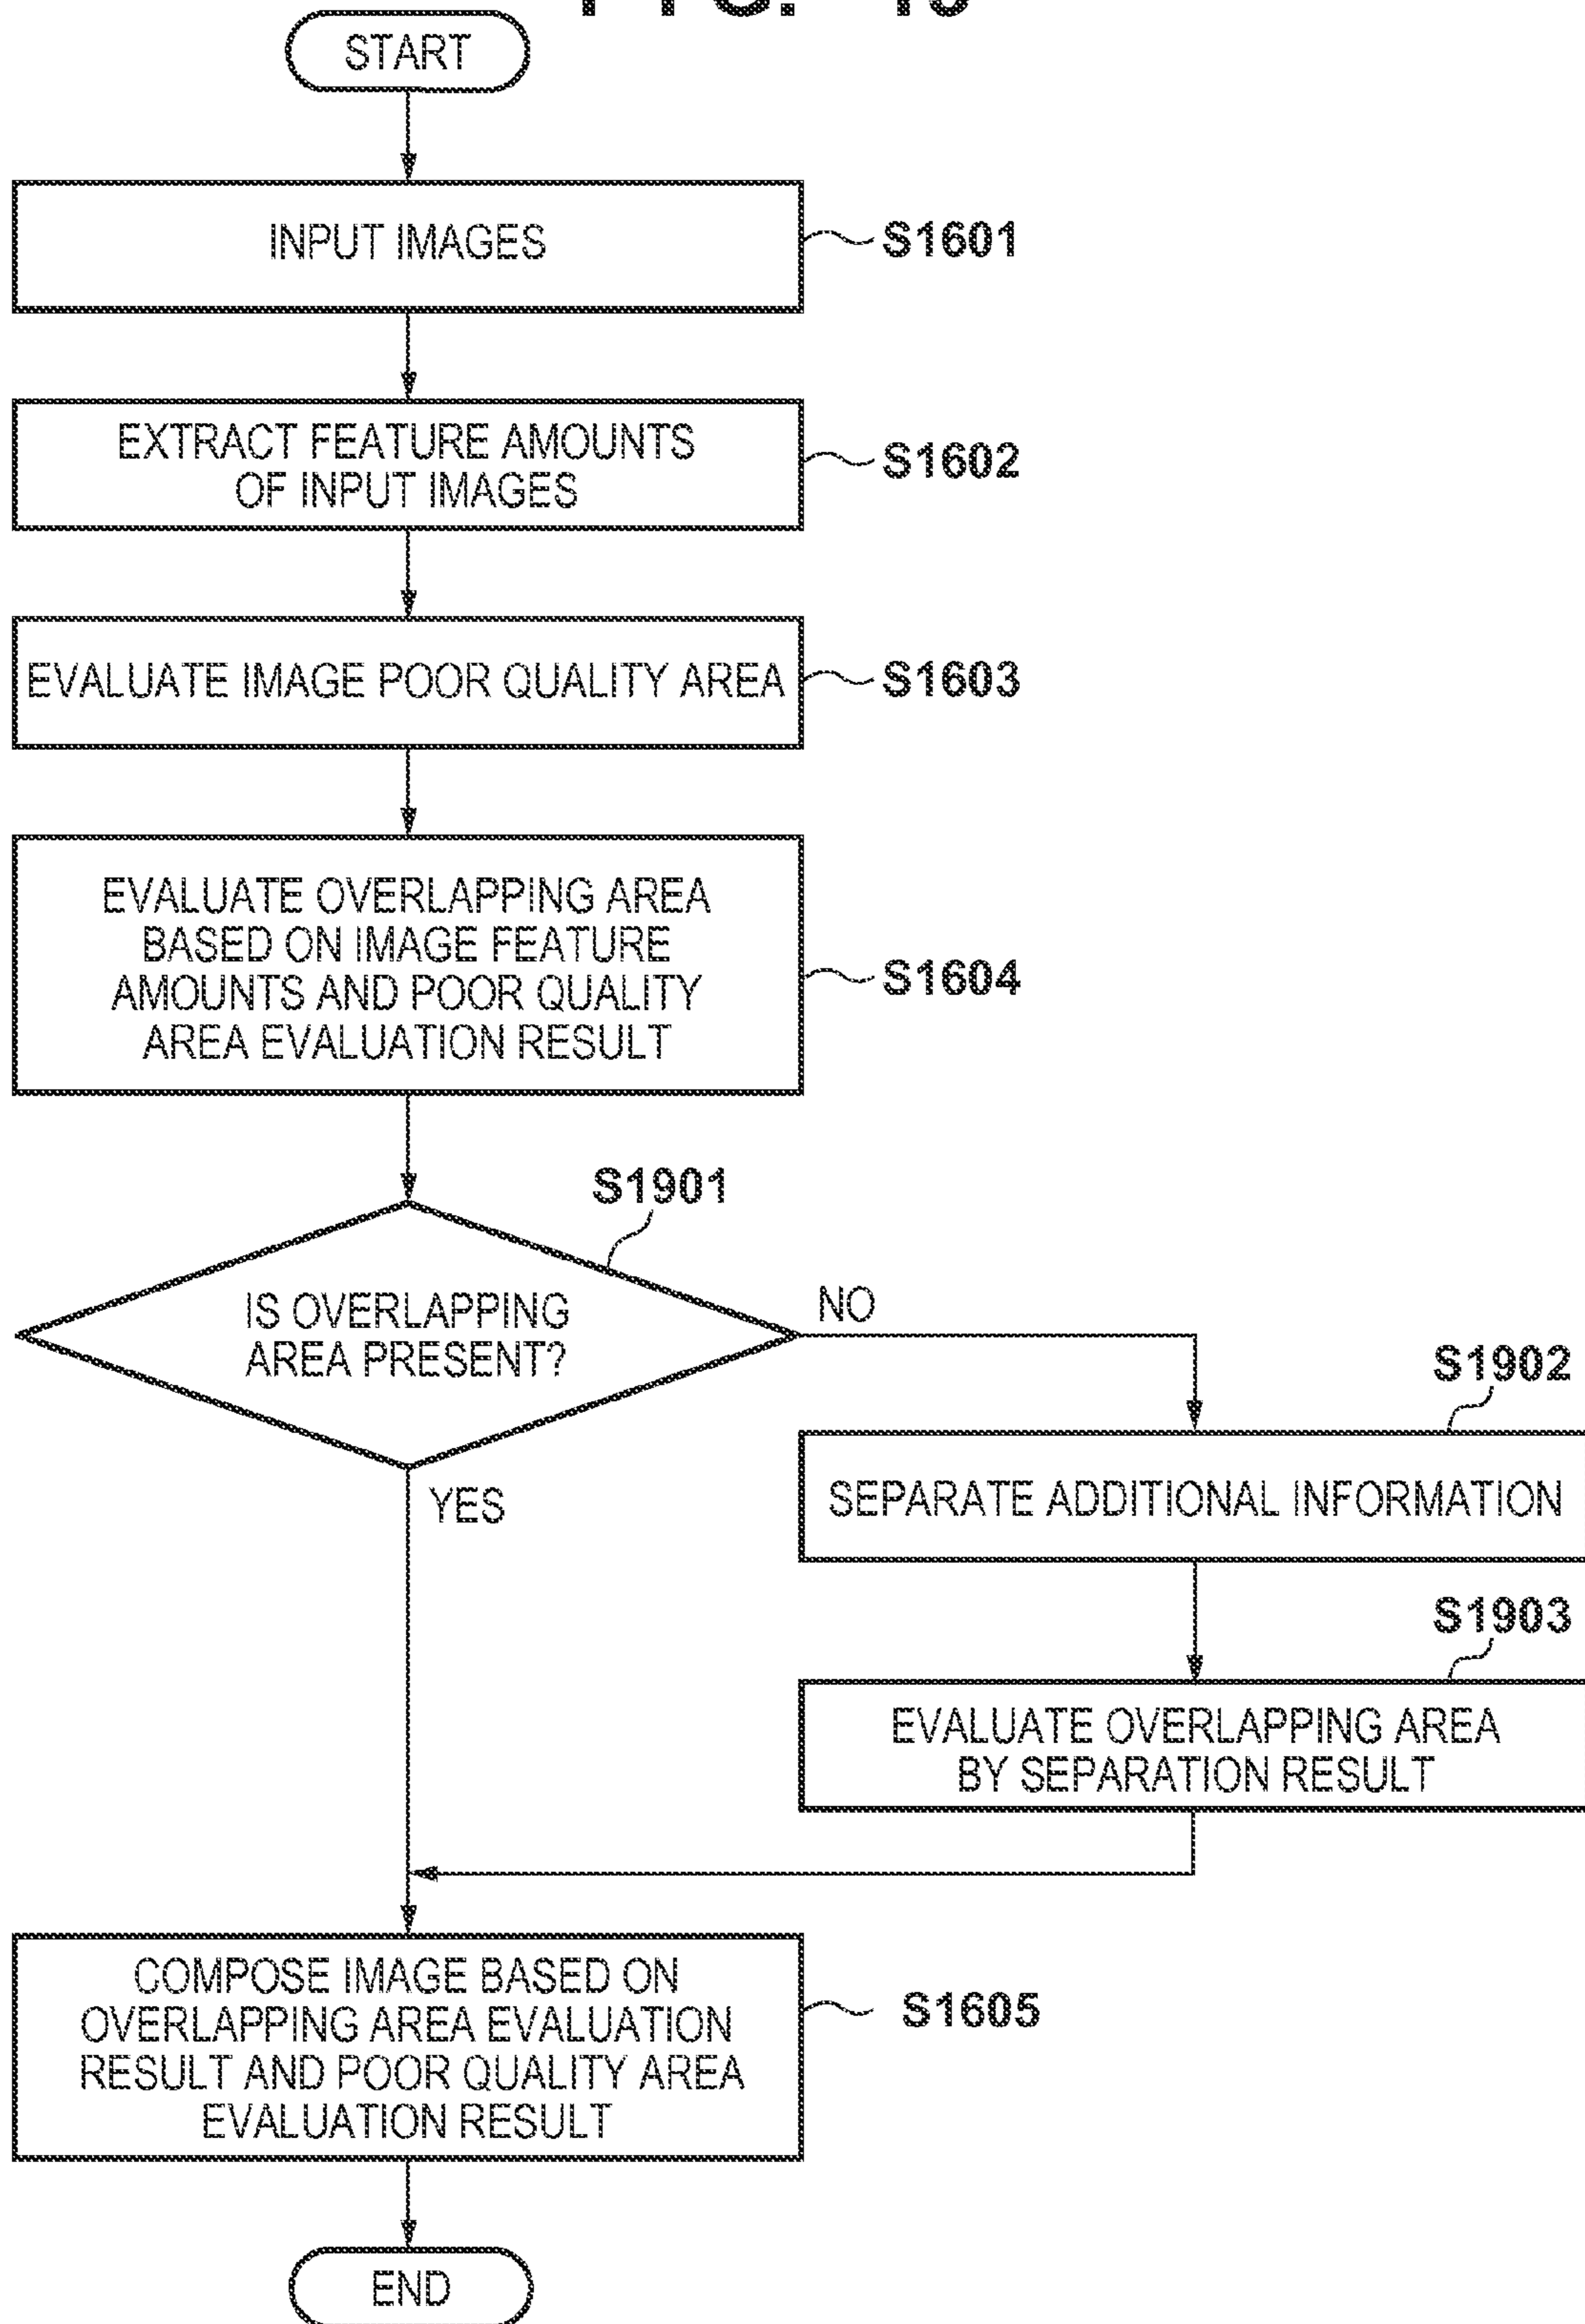 START
INPUT IMAGES
S1601
EXTRACT FEATURE AMOUNTS
OF INPUT IMAGES
S1602
EVALUATE IMAGE POOR QUALITY AREA
S1603
EVALUATE OVERLAPPING AREA
BASED ON IMAGE FEATURE
AMOUNTS AND POOR QUALITY
AREA EVALUATION RESULT
S1604
S1901
IS OVERLAPPING
AREA PRESENT?
NO
YES
S1902
SEPARATE ADDITIONAL INFORMATION
S1903
EVALUATE OVERLAPPING AREA
BY SEPARATION RESULT
COMPOSE IMAGE BASED ON
OVERLAPPING AREA EVALUATION
RESULT AND POOR QUALITY AREA
EVALUATION RESULT
S1605
END